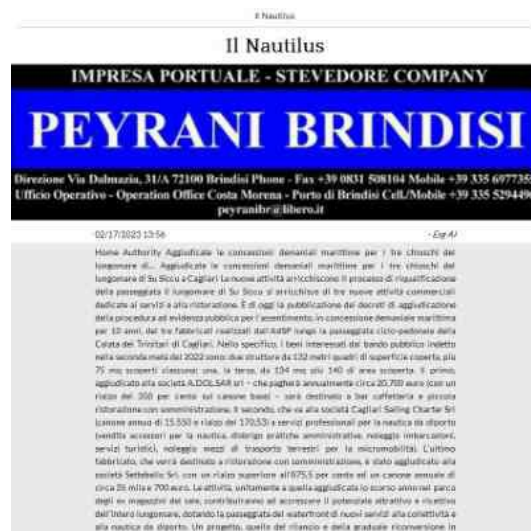 Il Nautilus
Il Nautilus
IMPRESA PORTUALE - STEVEDORE COMPANY
PEYRANI BRINDISI
Direzione Via Dalmazia, 31/A 72100 Brindisi Phone - Fax +39 0831 508104 Mobile +39 335 697735
Ufficio Operativo - Operation Office Costa Morena - Porto di Brindisi Cell./Mobile +39 335 529449
peyranibr@libero.it
02/17/2023 13:56
Home Authority Aggiudicate le concessioni demaniali marittime per i tre chioschi del
lungomare di... Aggiudicate le concessioni demaniali marittime per i tre chioschi del
lungomare di Su Siccu a Cagliari Le nuove attività arricchiscono il processo di riqualificazione
della passeggiata Il lungomare di Su Siccu si arricchisce di tre nuove attività commerciali
dedicate ai servizi e alla ristorazione. È di oggi la pubblicazione dei decreti di aggiudicazione
della procedura ad evidenza pubblica per l'assentimento, in concessione demaniale marittima
per 10 anni, dei tre fabbricati realizzati dall'AdSP lungo la passeggiata ciclo-pedonale della
Calata dei Trinitari di Cagliari. Nello specifico, i beni interessati dal bando pubblico indetto
nella seconda metà del 2022 sono: due strutture da 132 metri quadri di superficie coperta, più
75 mq scoperti ciascuna; una, la terza, da 134 mq più 140 di area scoperta. Il primo,
aggiudicato alla società A.DOL.SAR srl – che pagherà annualmente circa 20.700 euro (con un
rialzo del 350 per cento sul canone base) – sarà destinato a bar caffetteria e piccola
ristorazione con somministrazione. Il secondo, che va alla società Cagliari Sailing Charter Srl
(canone annuo di 15.550 e rialzo del 170,53) a servizi professionali per la nautica da diporto
(vendita accessori per la nautica, disbrigo pratiche amministrative, noleggio imbarcazioni,
servizi turistici, noleggio mezzi di trasporto terrestri per la micromobilità). L'ultimo
fabbricato, che verrà destinato a ristorazione con somministrazione, è stato aggiudicato alla
società Settebello Srl, con un rialzo superiore all'875,5 per cento ed un canone annuale di
circa 35 mila e 700 euro. Le attività, unitamente a quella aggiudicata lo scorso anno nel parco
degli ex magazzini del sale, contribuiranno ad accrescere il potenziale attrattivo e ricettivo
dell'intero lungomare, dotando la passeggiata del waterfront di nuovi servizi alla collettività e
alla nautica da diporto. Un progetto, quello del rilancio e della graduale riconversione in